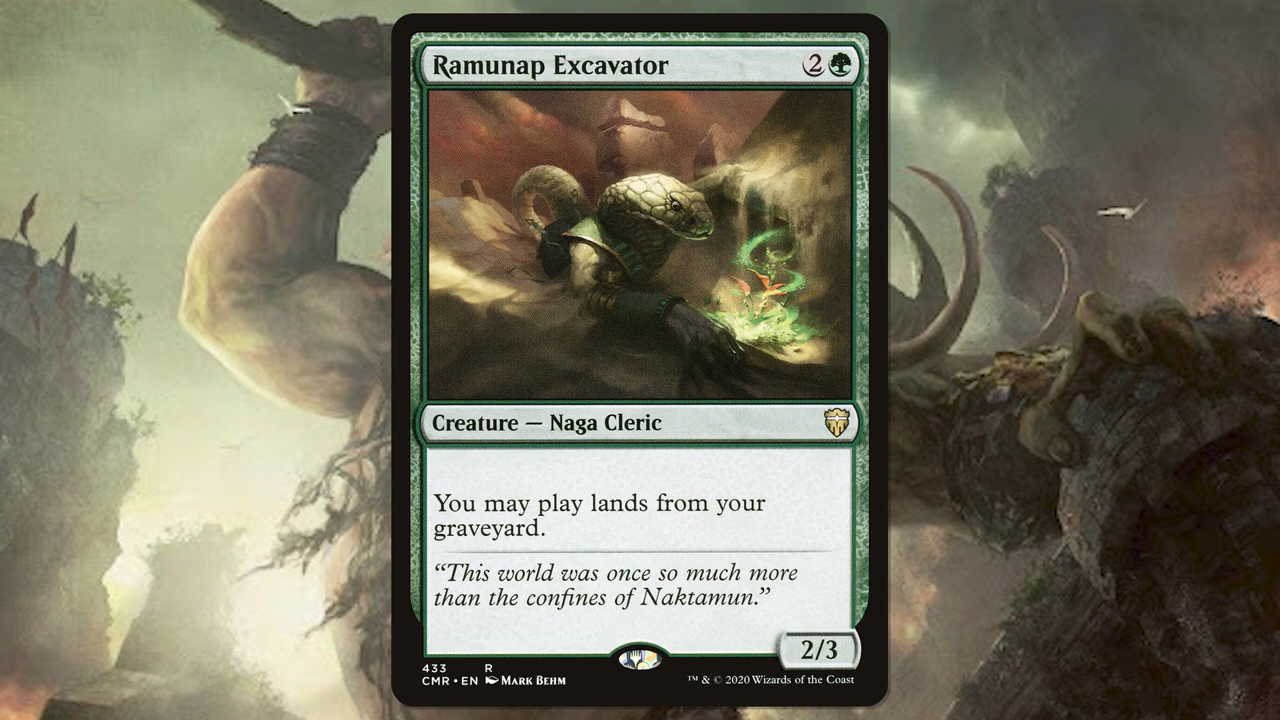 Ramunap Excavator 2
Creature — Naga Cleric
You may play lands from your
graveyard.
“This world was once so much more
than the confines of Naktamun.”
2/3
433 R
CMR • EN Mark Behm
™ & © 2020 Wizards of the Coast